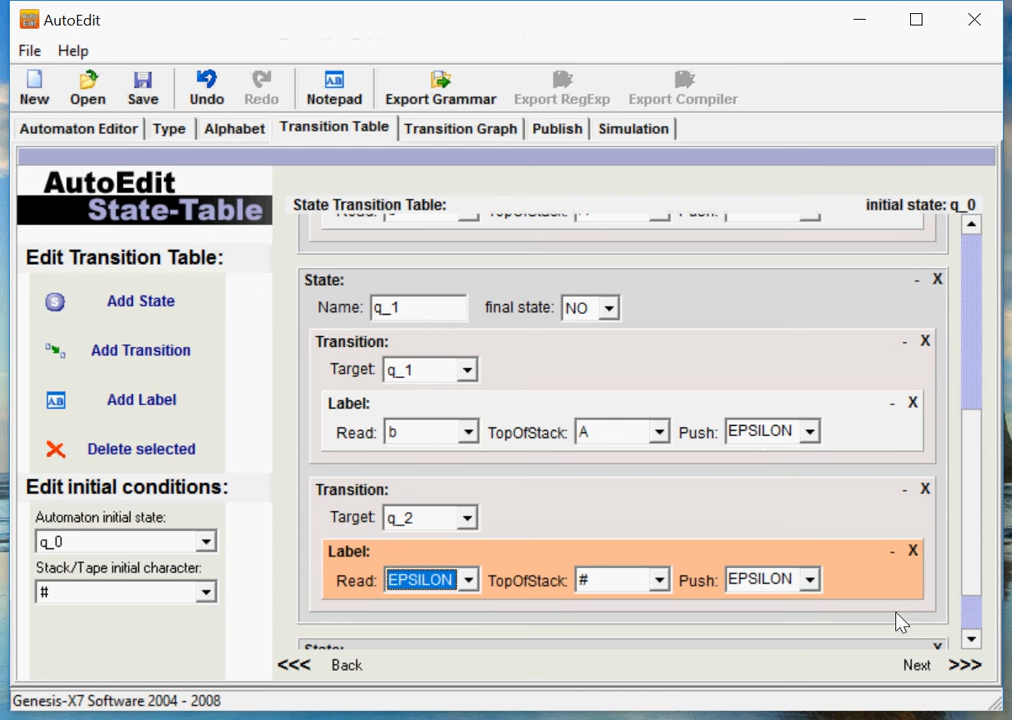 AutoEdit
File Help
New Open Save Undo Redo Notepad Export Grammar Export RegExp Export Compiler
Automaton Editor Type Alphabet Transition Table Transition Graph Publish Simulation
AutoEdit
State-Table
State Transition Table: initial state: q_0
Edit Transition Table:
Add State
Add Transition
Add Label
Delete selected
Edit initial conditions:
Automaton initial state:
q_0
Stack/Tape initial character:
#
State: - X
Name: q_1 final state: NO
Transition: - X
Target: q_1
Label: - X
Read: b TopOfStack: A Push: EPSILON
Transition: - X
Target: q_2
Label: - X
Read: EPSILON TopOfStack: # Push: EPSILON
<<< Back Next >>>
Genesis-X7 Software 2004 - 2008